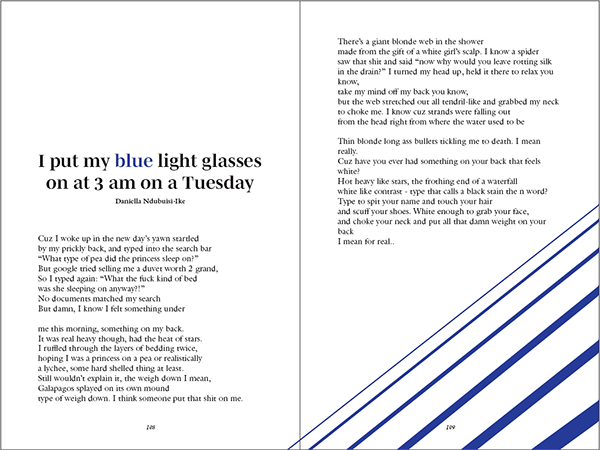 I put my blue light glasses
on at 3 am on a Tuesday
Daniella Ndubuisi-Ike
Cuz I woke up in the new day's yawn startled
by my prickly back, and typed into the search bar
“What type of pea did the princess sleep on?”
But google tried selling me a duvet worth 2 grand,
So I typed again: “What the fuck kind of bed
was she sleeping on anyway?!”
No documents matched my search
But damn, I know I felt something under
me this morning, something on my back.
It was real heavy though, had the heat of stars.
I ruffled through the layers of bedding twice,
hoping I was a princess on a pea or realistically
a lychee, some hard shelled thing at least.
Still wouldn't explain it, the weigh down I mean,
Galapagos splayed on its own mound
type of weigh down. I think someone put that shit on me.
148
There's a giant blonde web in the shower
made from the gift of a white girl's scalp. I know a spider
saw that shit and said “now why would you leave rotting silk
in the drain?” I turned my head up, held it there to relax you
know,
take my mind off my back you know,
but the web stretched out all tendril-like and grabbed my neck
to choke me. I know cuz strands were falling out
from the head right from where the water used to be
Thin blonde long ass bullets tickling me to death. I mean
really.
Cuz have you ever had something on your back that feels
white?
Hot heavy like stars, the frothing end of a waterfall
white like contrast - type that calls a black stain the n word?
Type to spit your name and touch your hair
and scuff your shoes. White enough to grab your face,
and choke your neck and put all that damn weight on your
back
I mean for real..
149